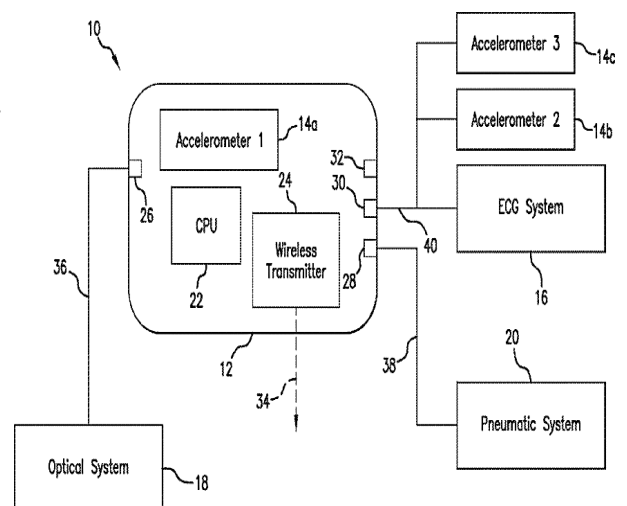 10
Accelerometer 3
14c
Accelerometer 1
14a
Accelerometer 2
14b
32
26
24
30
CPU
22
Wireless
Transmitter
28
40
ECG System
16
36
12
38
20
34
Pneumatic System
Optical System
18